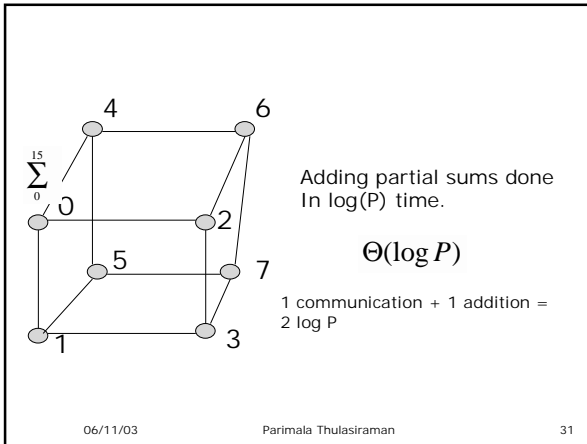 4
6
15
∑
0
0
2
Adding partial sums done
In log(P) time.
Θ(log P)
5
7
1 communication + 1 addition =
2 log P
1
3
06/11/03 Parimala Thulasiraman 31